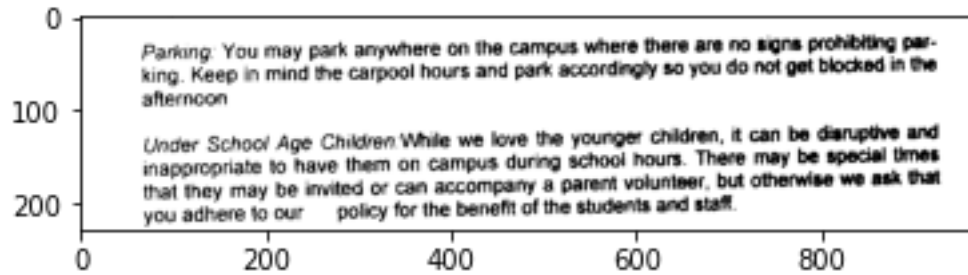 0
Parking: You may park anywhere on the campus where there are no signs prohibiting par-
king. Keep in mind the carpool hours and park accordingly so you do not get blocked in the
afternoon
100
Under School Age Children. While we love the younger children, it can be disruptive and
inappropriate to have them on campus during school hours. There may be special times
that they may be invited or can accompany a parent volunteer, but otherwise we ask that
you adhere to our policy for the benefit of the students and staff.
200
0 200 400 600 800